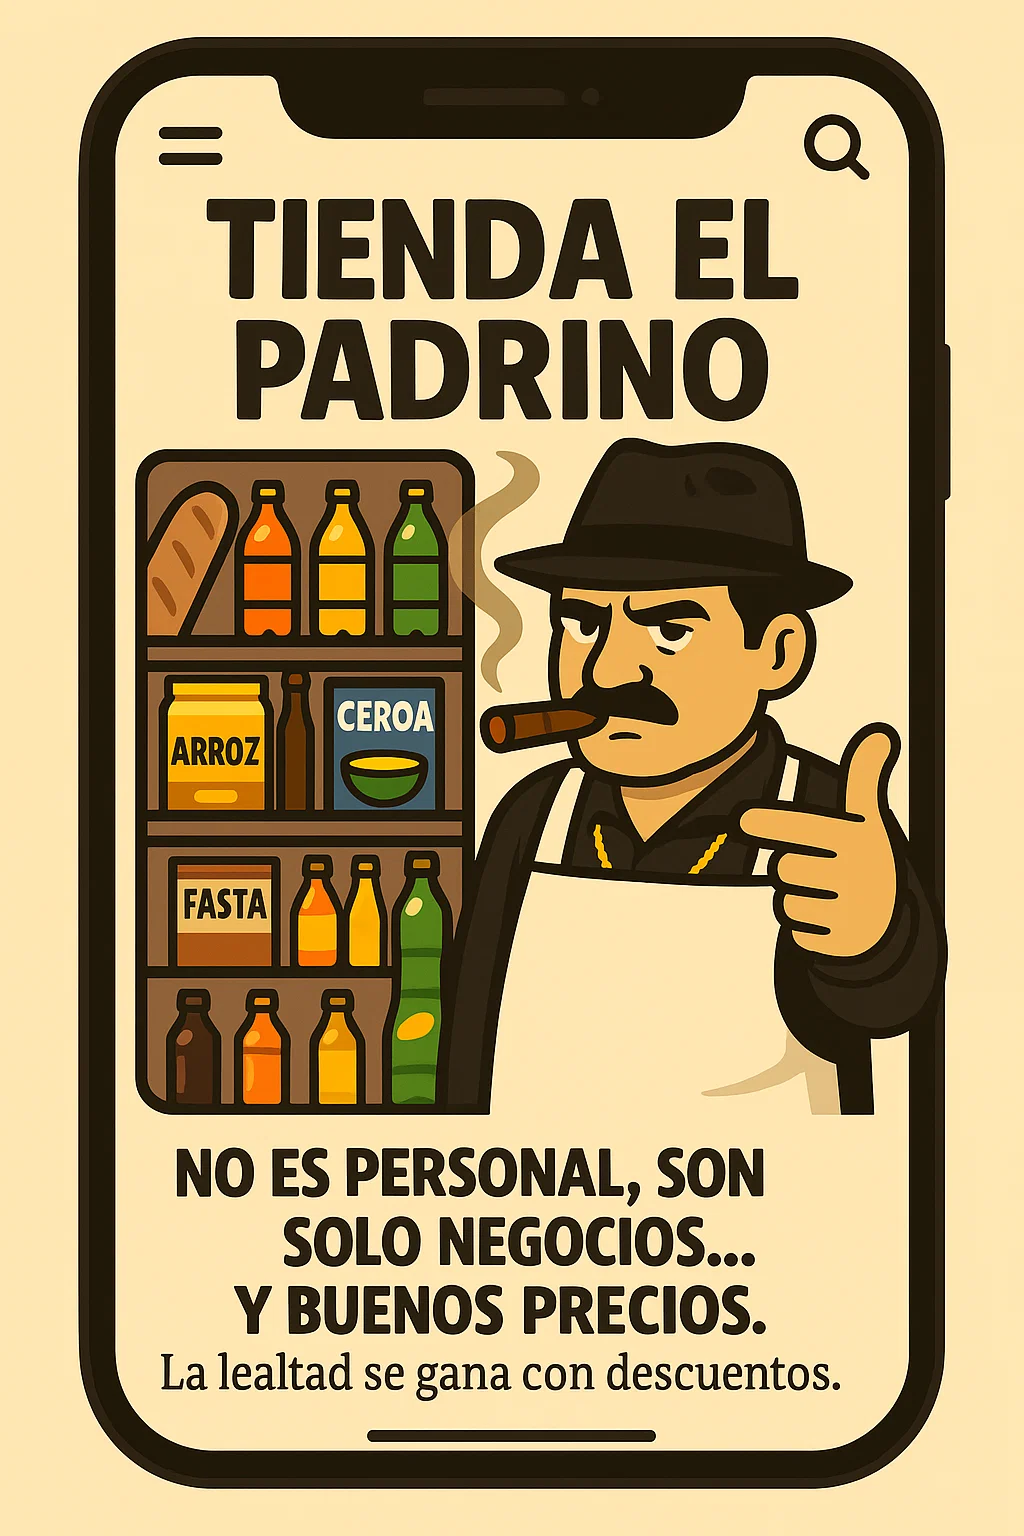 TIENDA EL
PADRINO
ARROZ
CEROA
FASTA
NO ES PERSONAL, SON
SOLO NEGOCIOS...
Y BUENOS PRECIOS.
La lealtad se gana con descuentos.